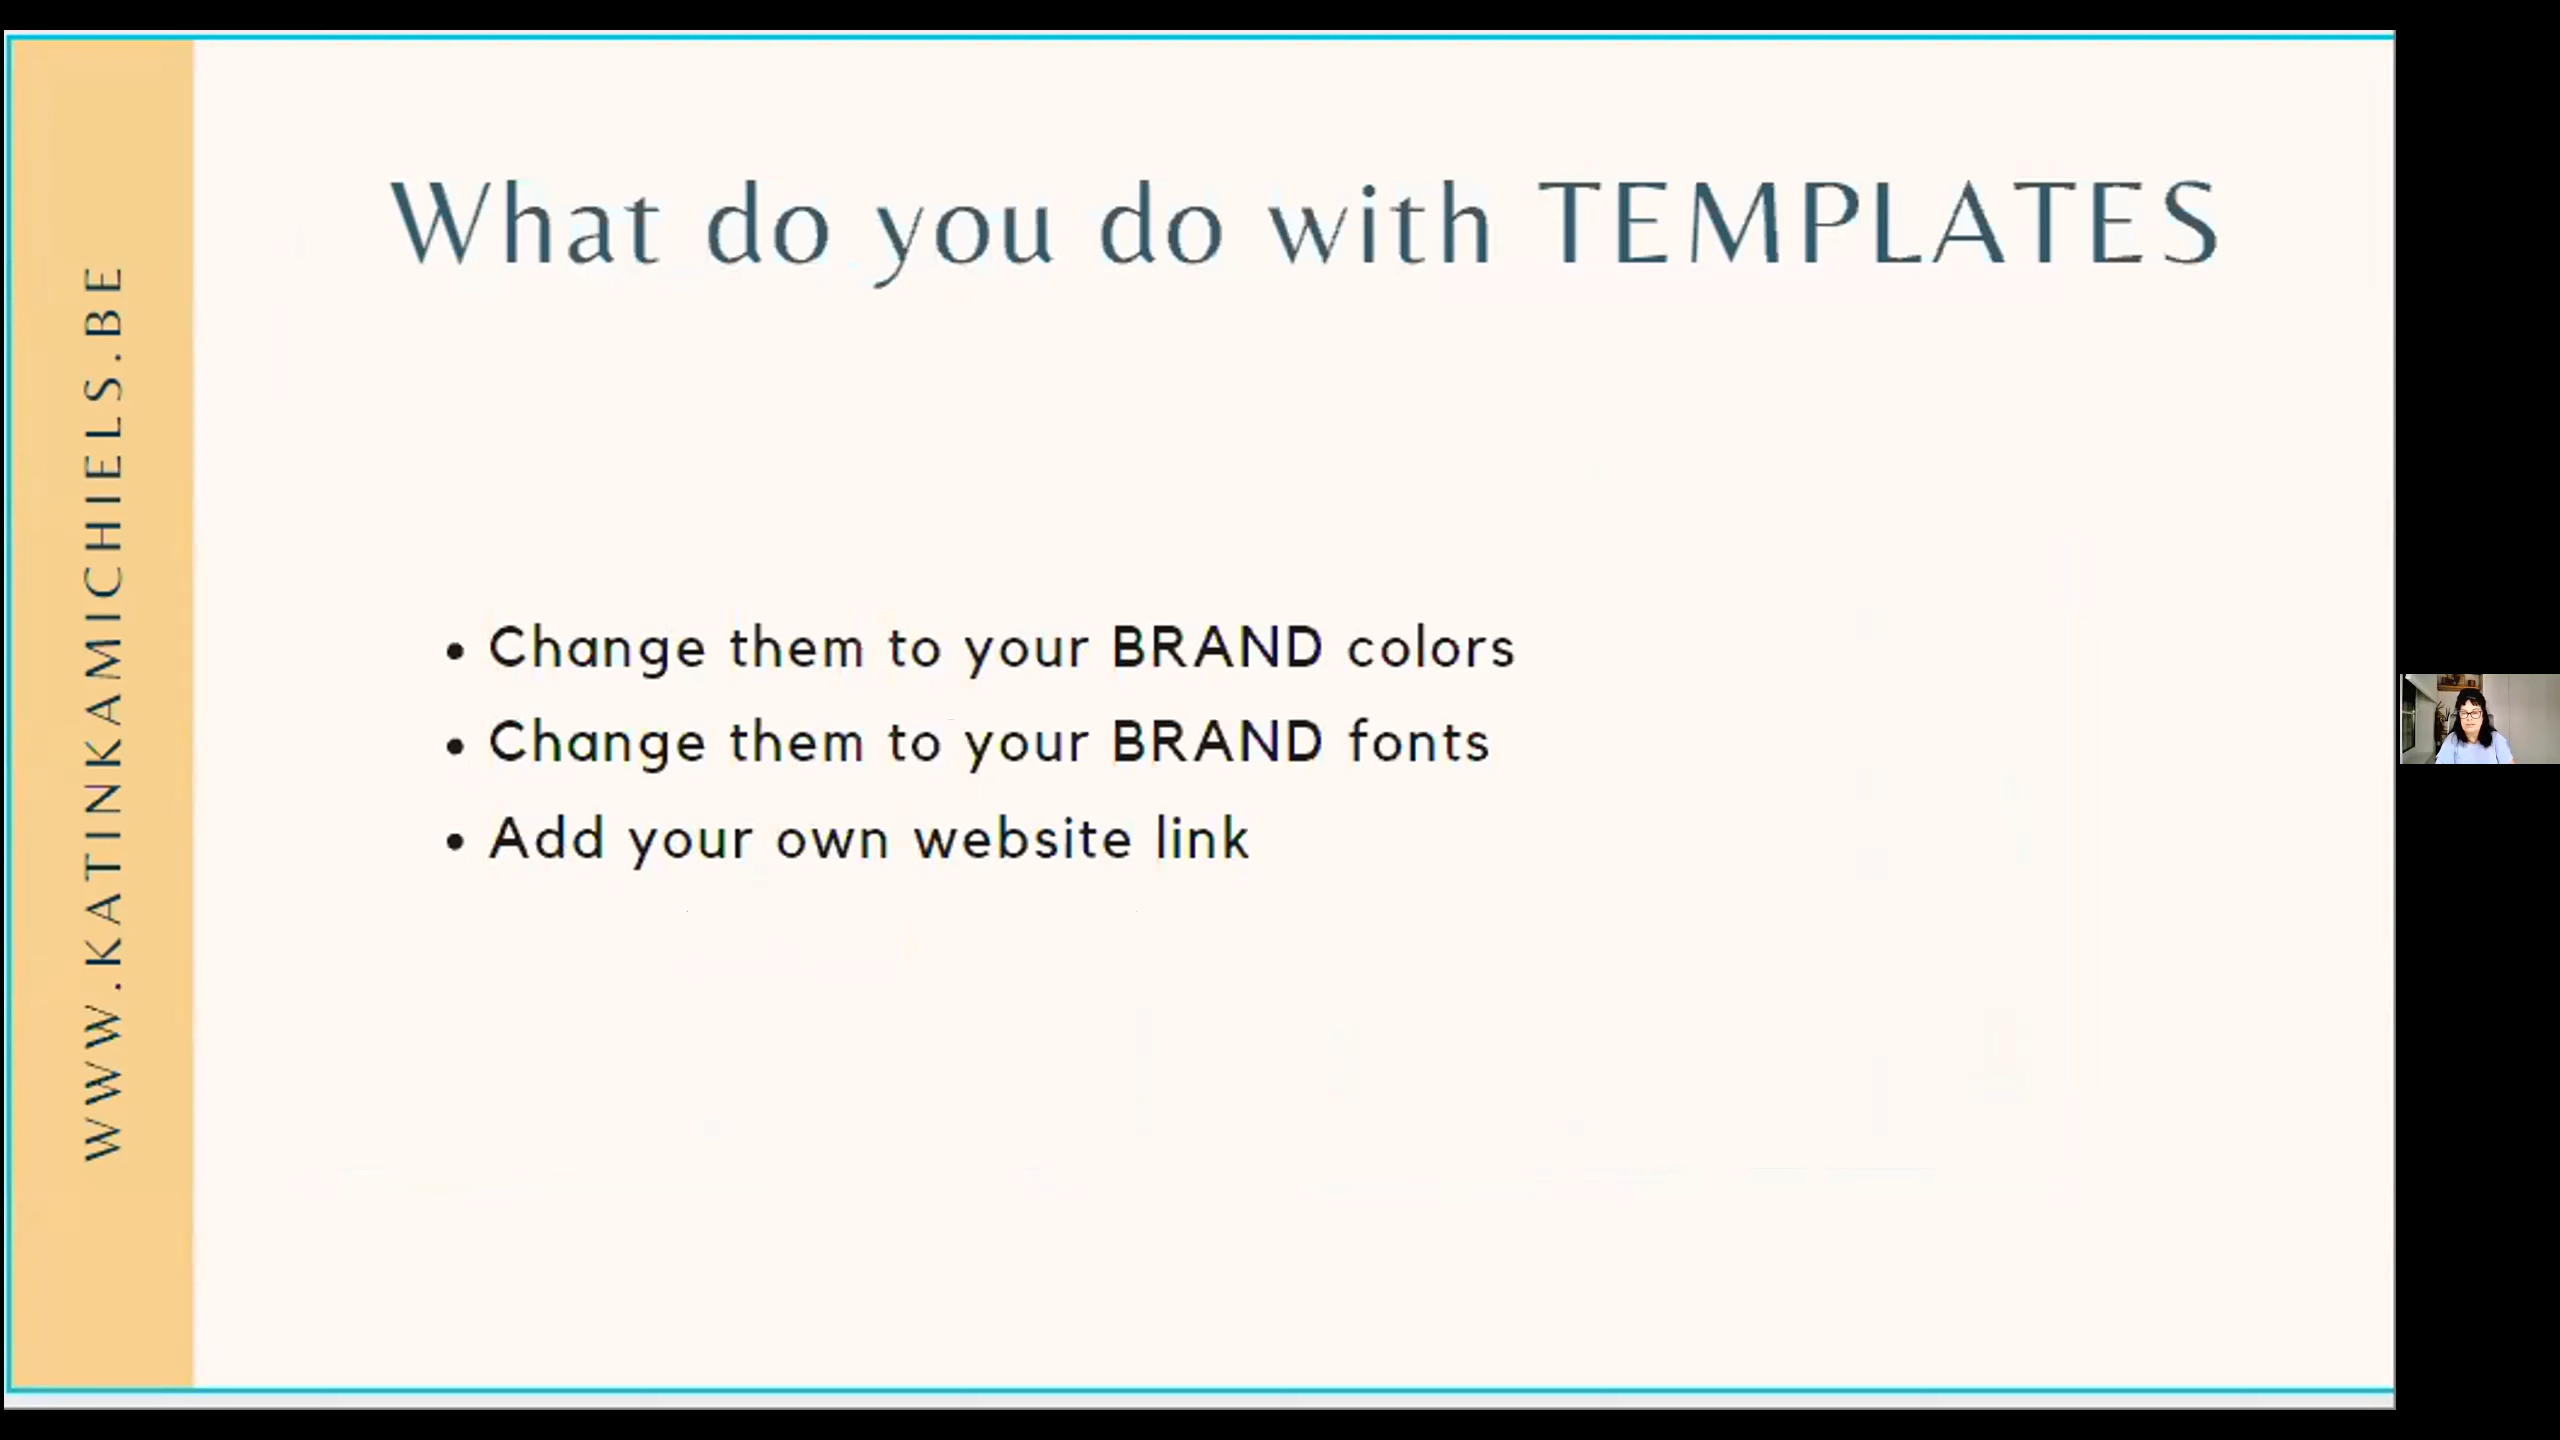 WWW.KATINKAMICHIELS.BE
What do you do with TEMPLATES
• Change them to your BRAND colors
• Change them to your BRAND fonts
• Add your own website link